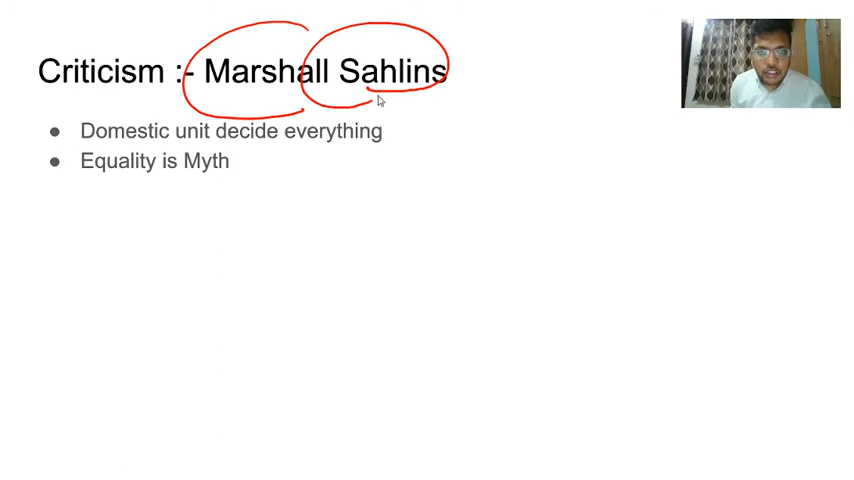 Criticism :- Marshall Sahlins
● Domestic unit decide everything
● Equality is Myth